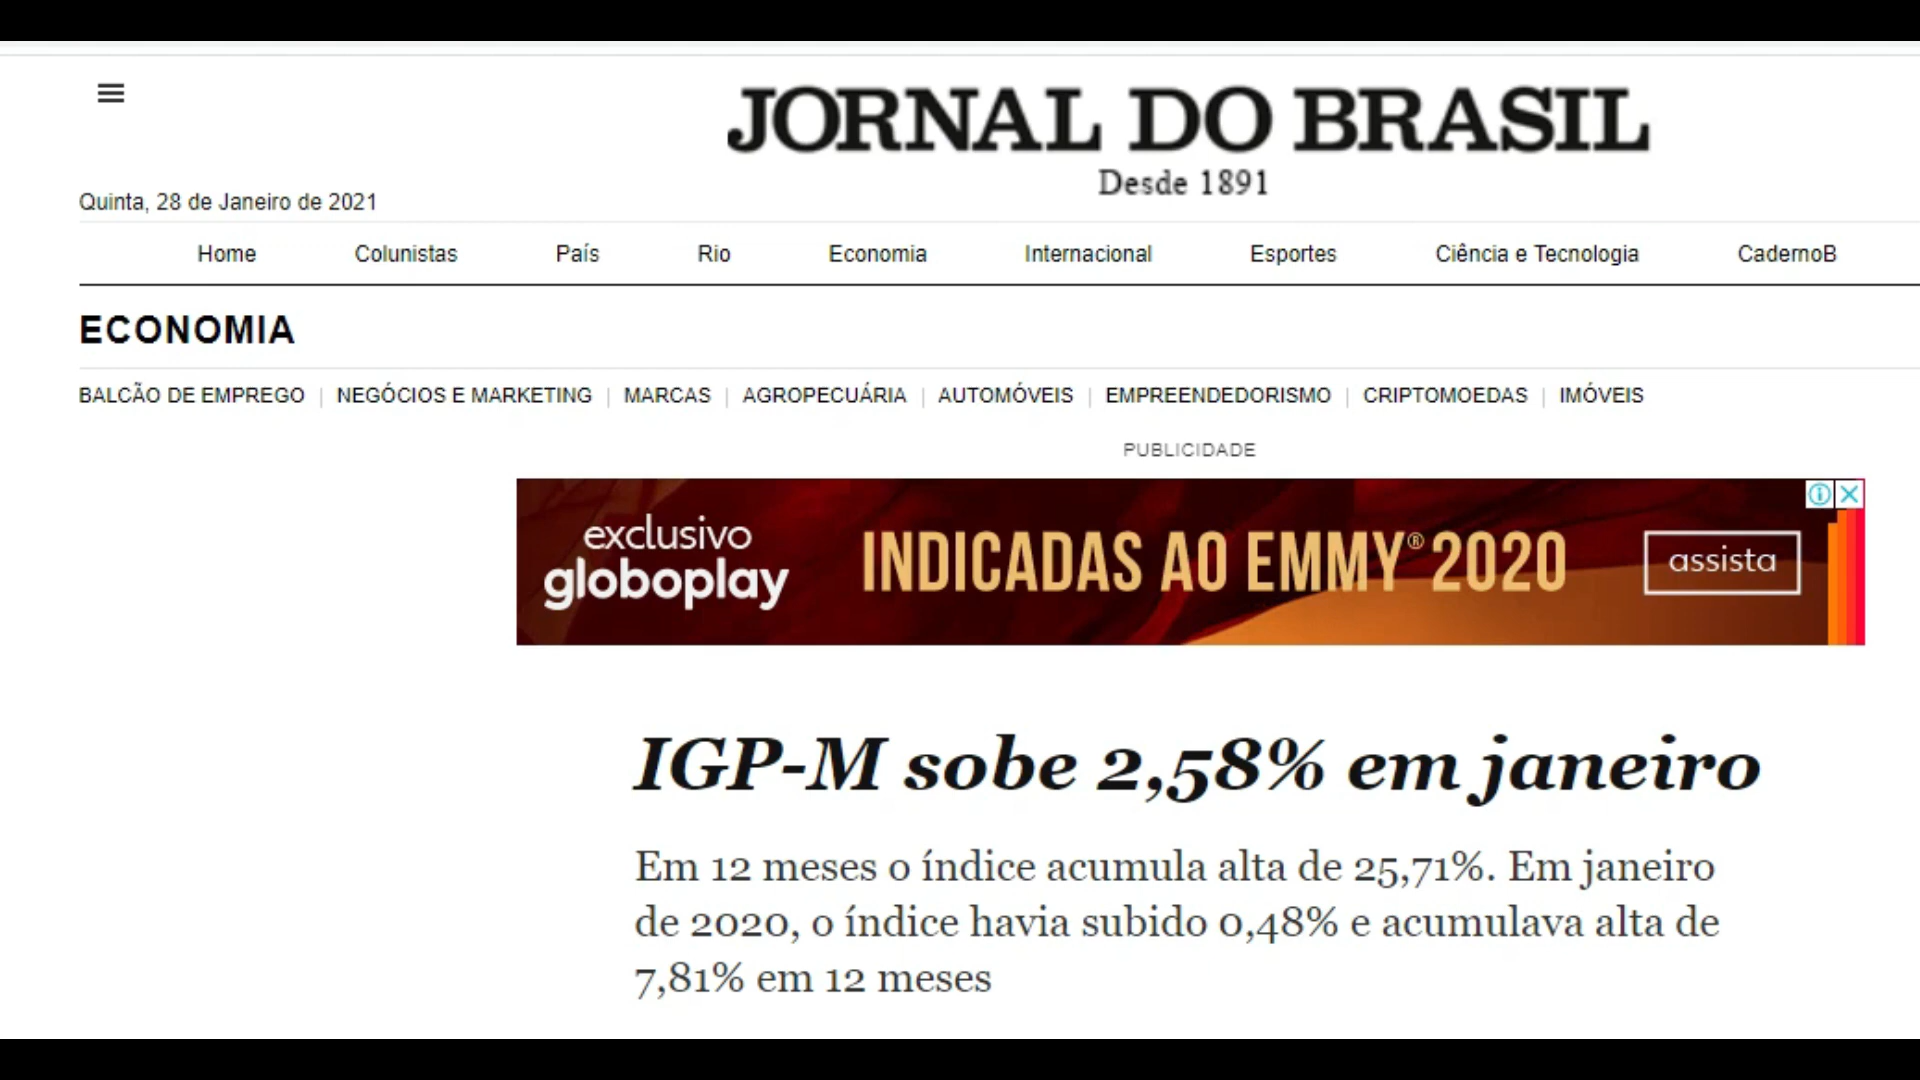 JORNAL DO BRASIL
Desde 1891
Quinta, 28 de Janeiro de 2021
Home Colunistas País Rio Economia Internacional Esportes Ciência e Tecnologia CadernoB
ECONOMIA
BALCÃO DE EMPREGO | NEGÓCIOS E MARKETING | MARCAS | AGROPECUÁRIA | AUTOMÓVEIS | EMPREENDEDORISMO | CRIPTOMOEDAS | IMÓVEIS
PUBLICIDADE
exclusivo
globoplay
INDICADAS AO EMMY® 2020
assista
IGP-M sobe 2,58% em janeiro
Em 12 meses o índice acumula alta de 25,71%. Em janeiro
de 2020, o índice havia subido 0,48% e acumulava alta de
7,81% em 12 meses